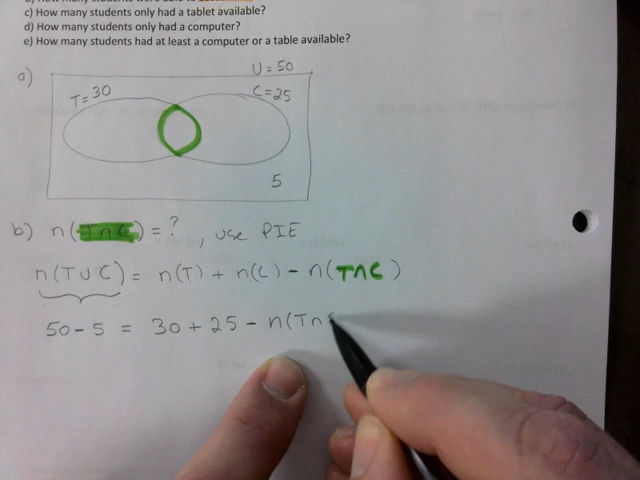 c) How many students only had a tablet available?
d) How many students only had a computer?
e) How many students had at least a computer or a table available?
a)
U = 50
T = 30
C = 25
5
b) n(T∩C) = ? , use PIE
n(T∪C) = n(T) + n(C) - n(T∩C)
50 - 5 = 30 + 25 - n(T∩